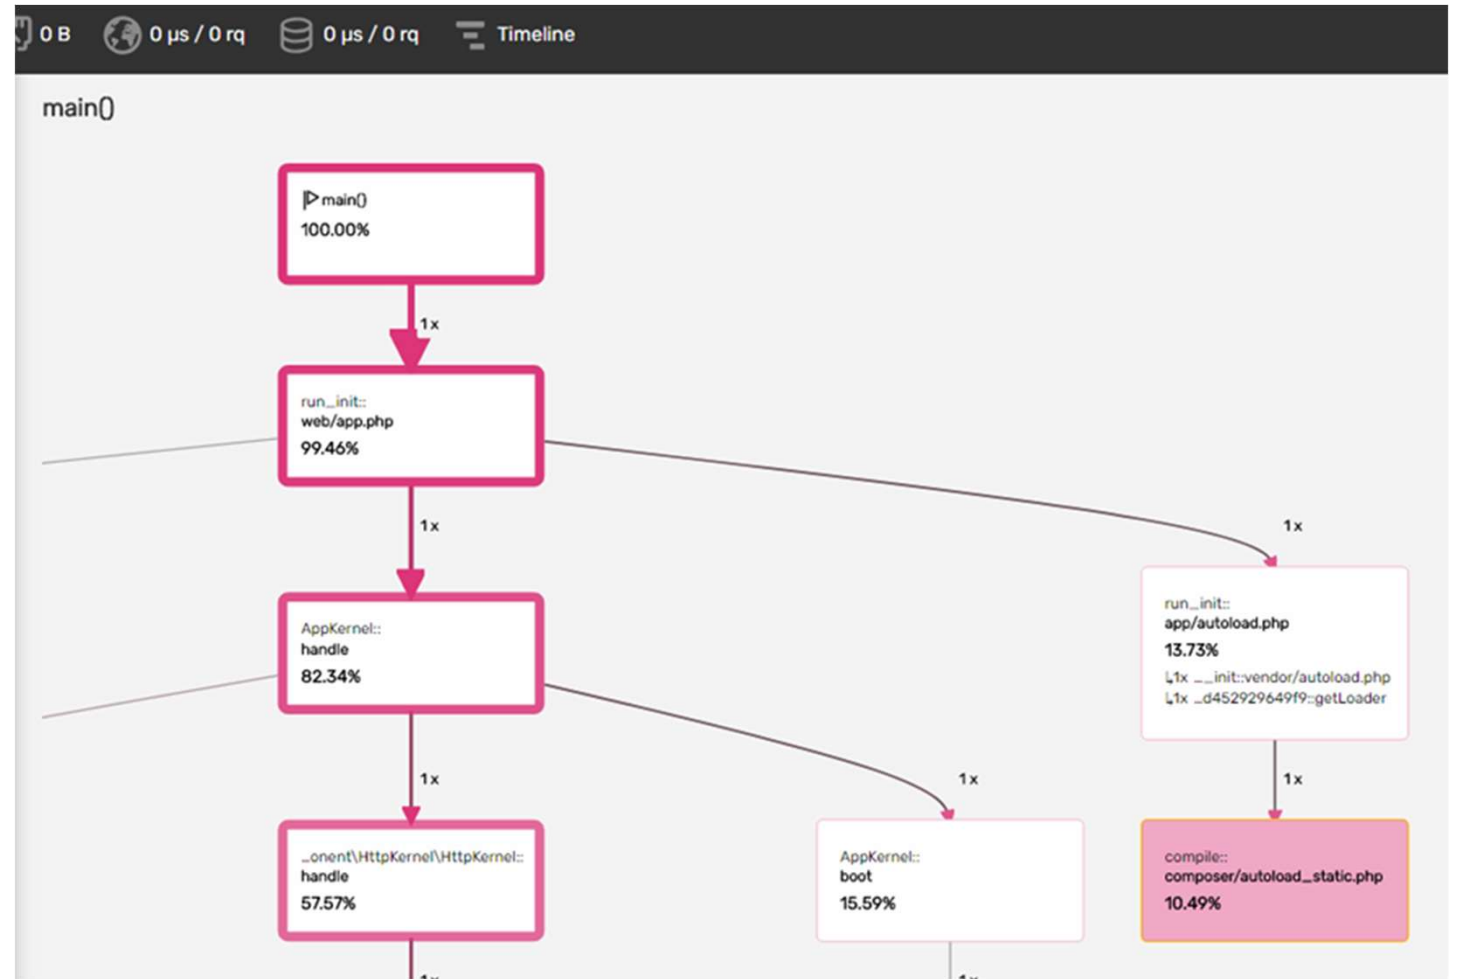 0 B 0 µs / 0 rq 0 µs / 0 rq Timeline
main()
main()
100.00%
1x
run_init::
web/app.php
99.46%
1x
1x
AppKernel::
handle
82.34%
run_init::
app/autoload.php
13.73%
↳1x __init::vendor/autoload.php
↳1x _d452929649f9::getLoader
1x
1x
1x
_onent\HttpKernel\HttpKernel::
handle
57.57%
AppKernel::
boot
15.59%
compile::
composer/autoload_static.php
10.49%
1x
1x